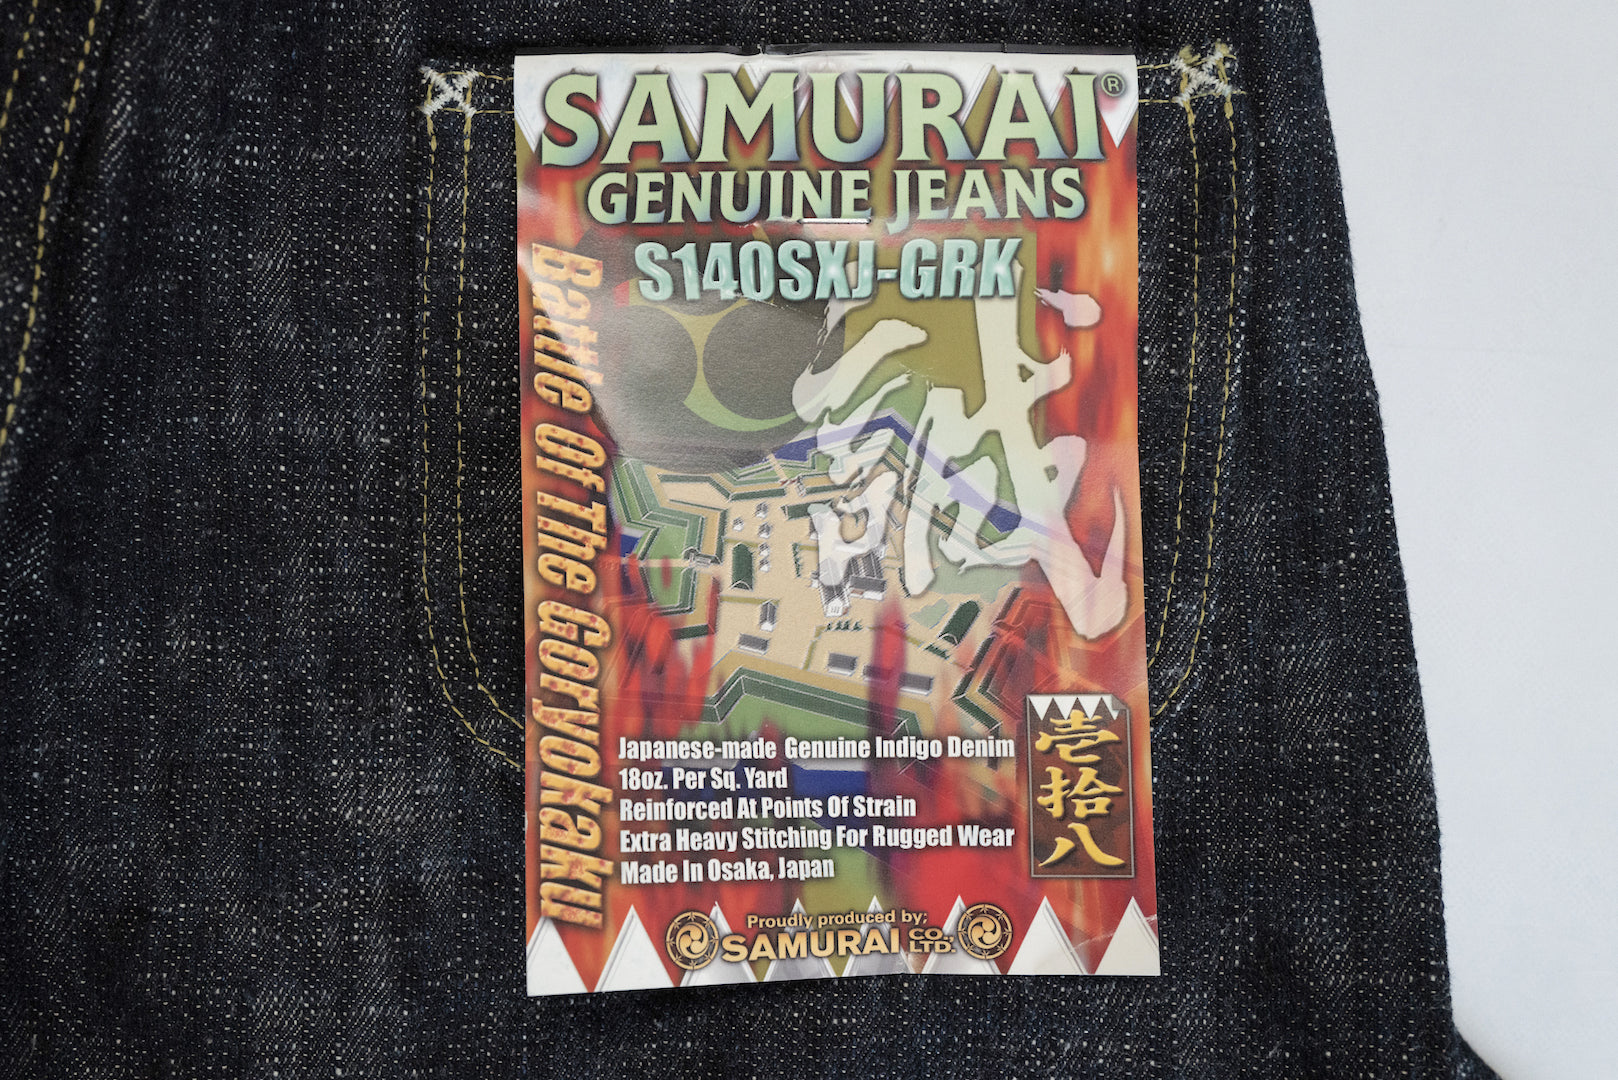 SAMURAI®
GENUINE JEANS
S140SXJ-GRK
誠
Battle Of The Goryokaku
Japanese-made Genuine Indigo Denim
18oz. Per Sq. Yard
Reinforced At Points Of Strain
Extra Heavy Stitching For Rugged Wear
Made In Osaka, Japan
壱拾八
Proudly produced by;
SAMURAI CO., LTD.